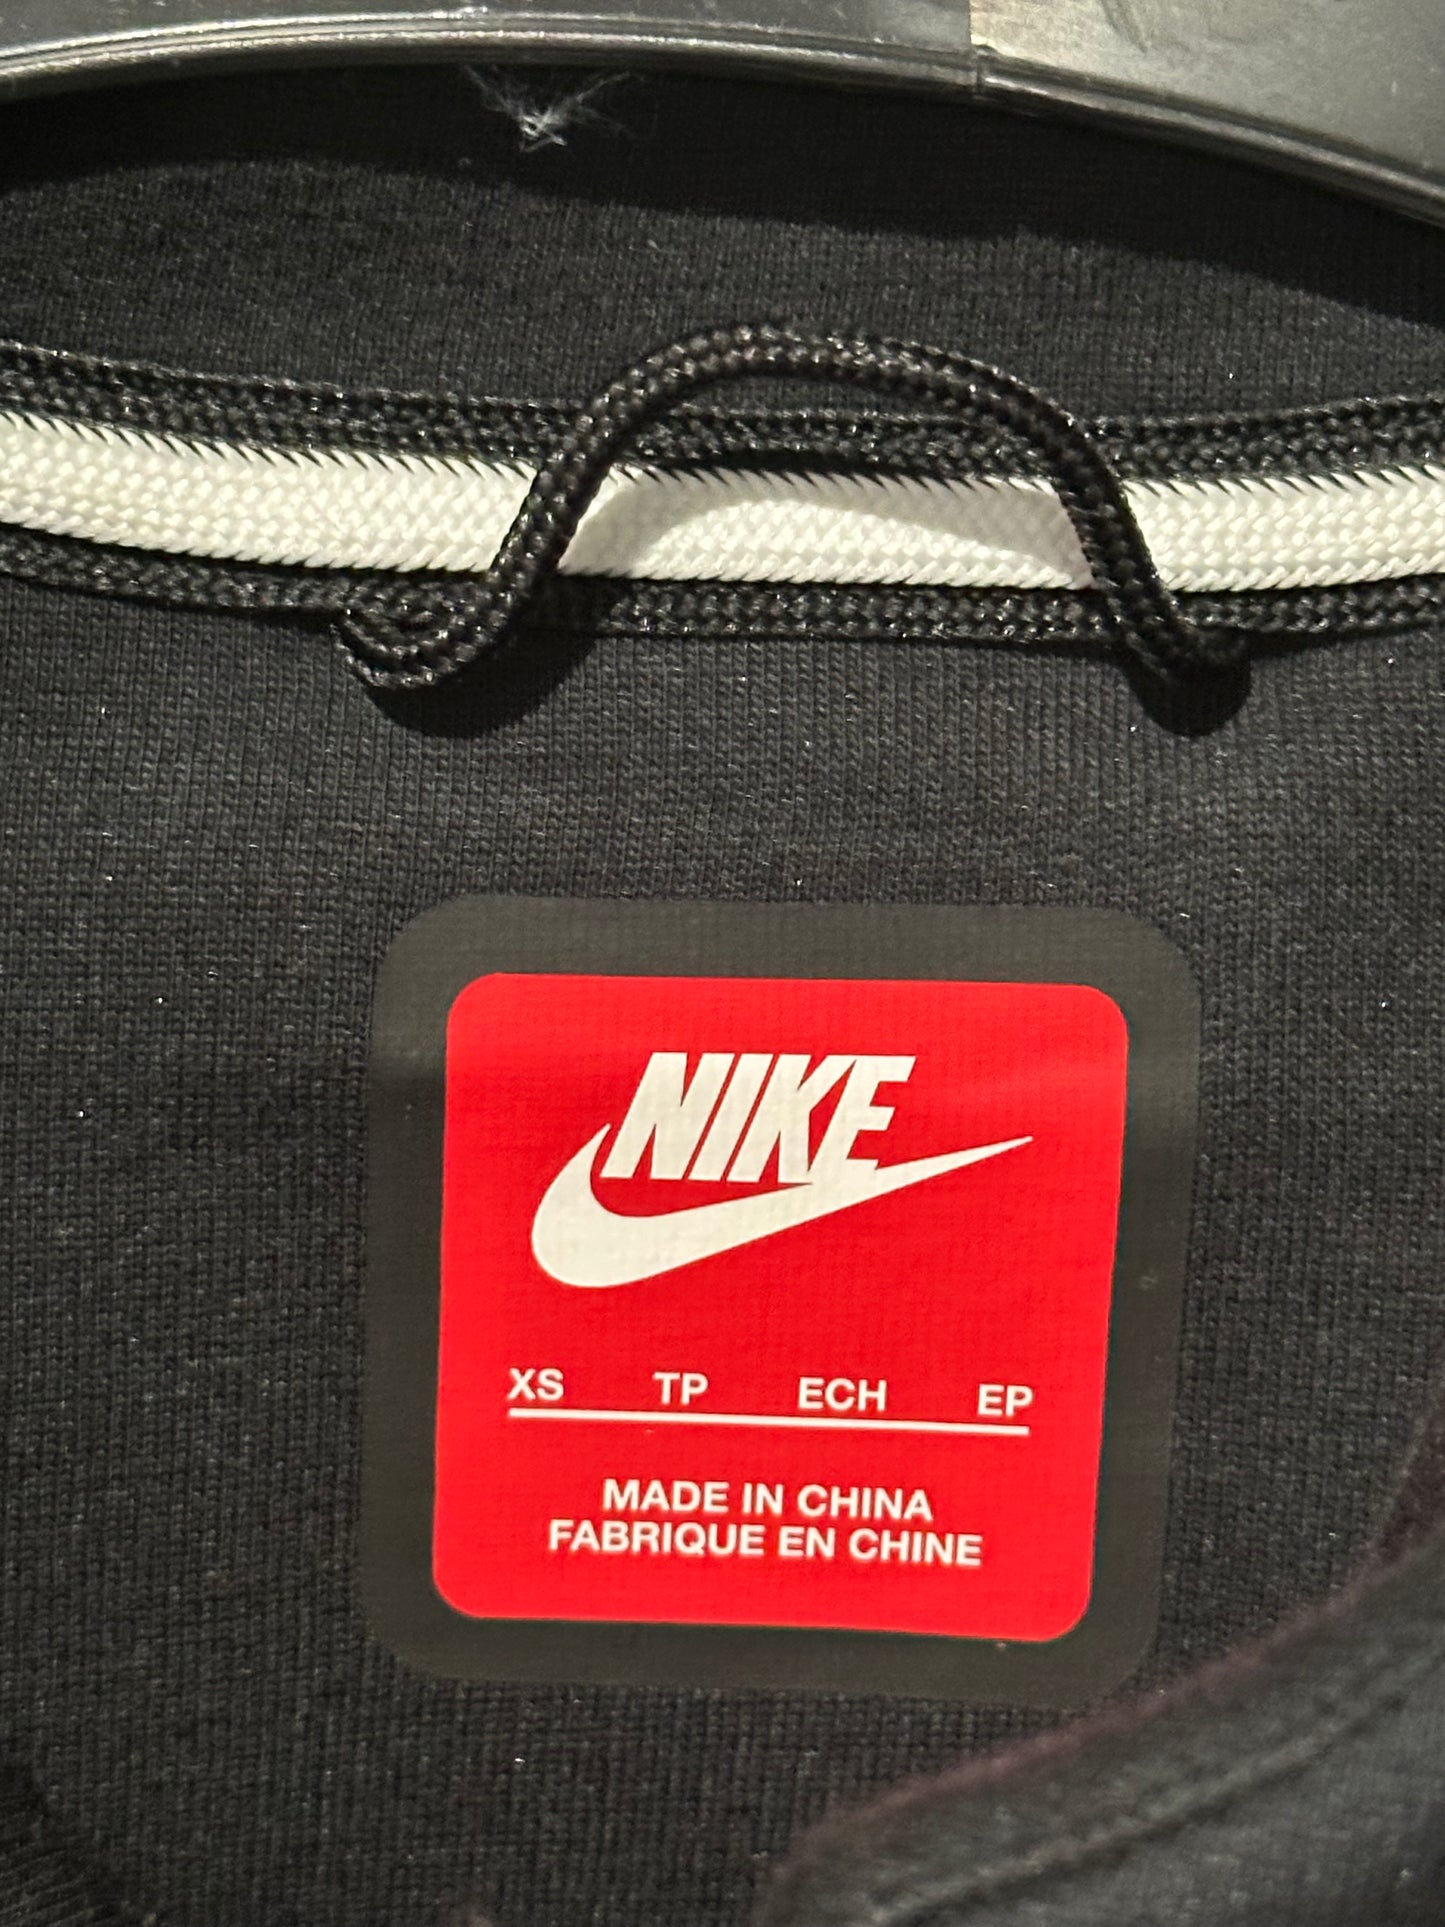 NIKE
XS TP ECH EP
MADE IN CHINA
FABRIQUE EN CHINE